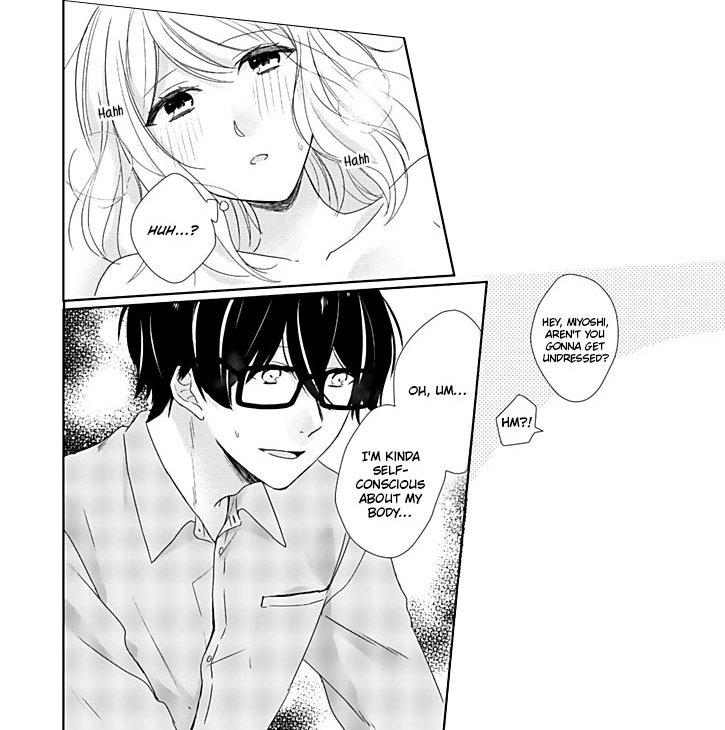 Hahh
Hahh
HUH...?
HEY, MIYOSHI,
AREN'T YOU
GONNA GET
UNDRESSED?
HM?!
OH, UM...
I'M KINDA
SELF-
CONSCIOUS
ABOUT MY
BODY...